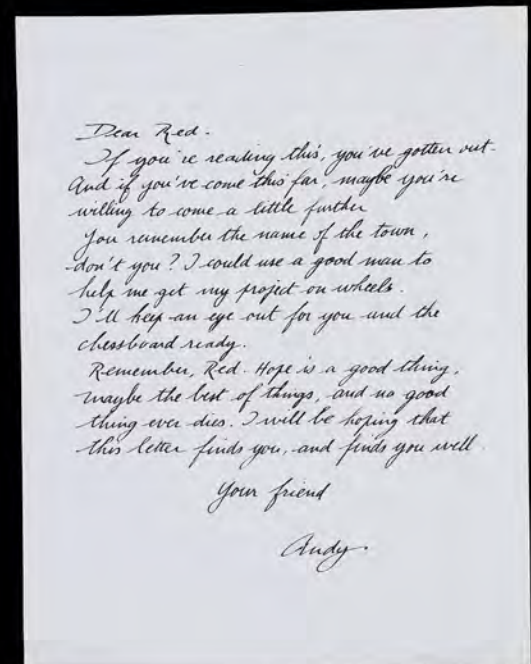 Dear Red.
If you're reading this, you've gotten out.
And if you've come this far, maybe you're
willing to come a little further
You remember the name of the town,
don't you? I could use a good man to
help me get my project on wheels.
I'll keep an eye out for you and the
chessboard ready.
Remember, Red. Hope is a good thing,
maybe the best of things, and no good
thing ever dies. I will be hoping that
this letter finds you, and finds you well.
Your friend
Andy.